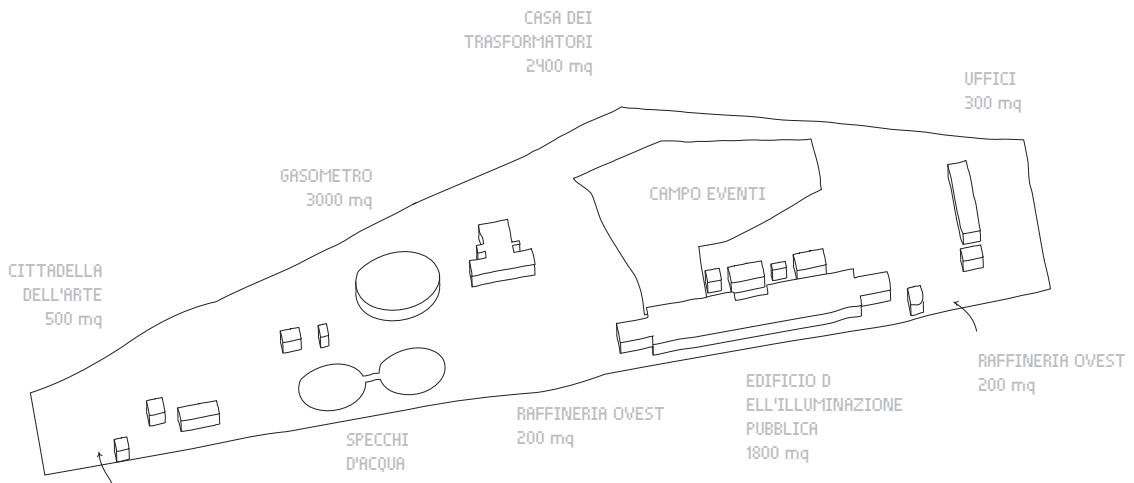 CASA DEI
TRASFORMATORI
2400 mq
UFFICI
300 mq
GASOMETRO
3000 mq
CAMPO EVENTI
CITTADELLA
DELL'ARTE
500 mq
RAFFINERIA OVEST
200 mq
EDIFICIO D
ELL'ILLUMINAZIONE
PUBBLICA
1800 mq
RAFFINERIA OVEST
200 mq
SPECCHI
D'ACQUA